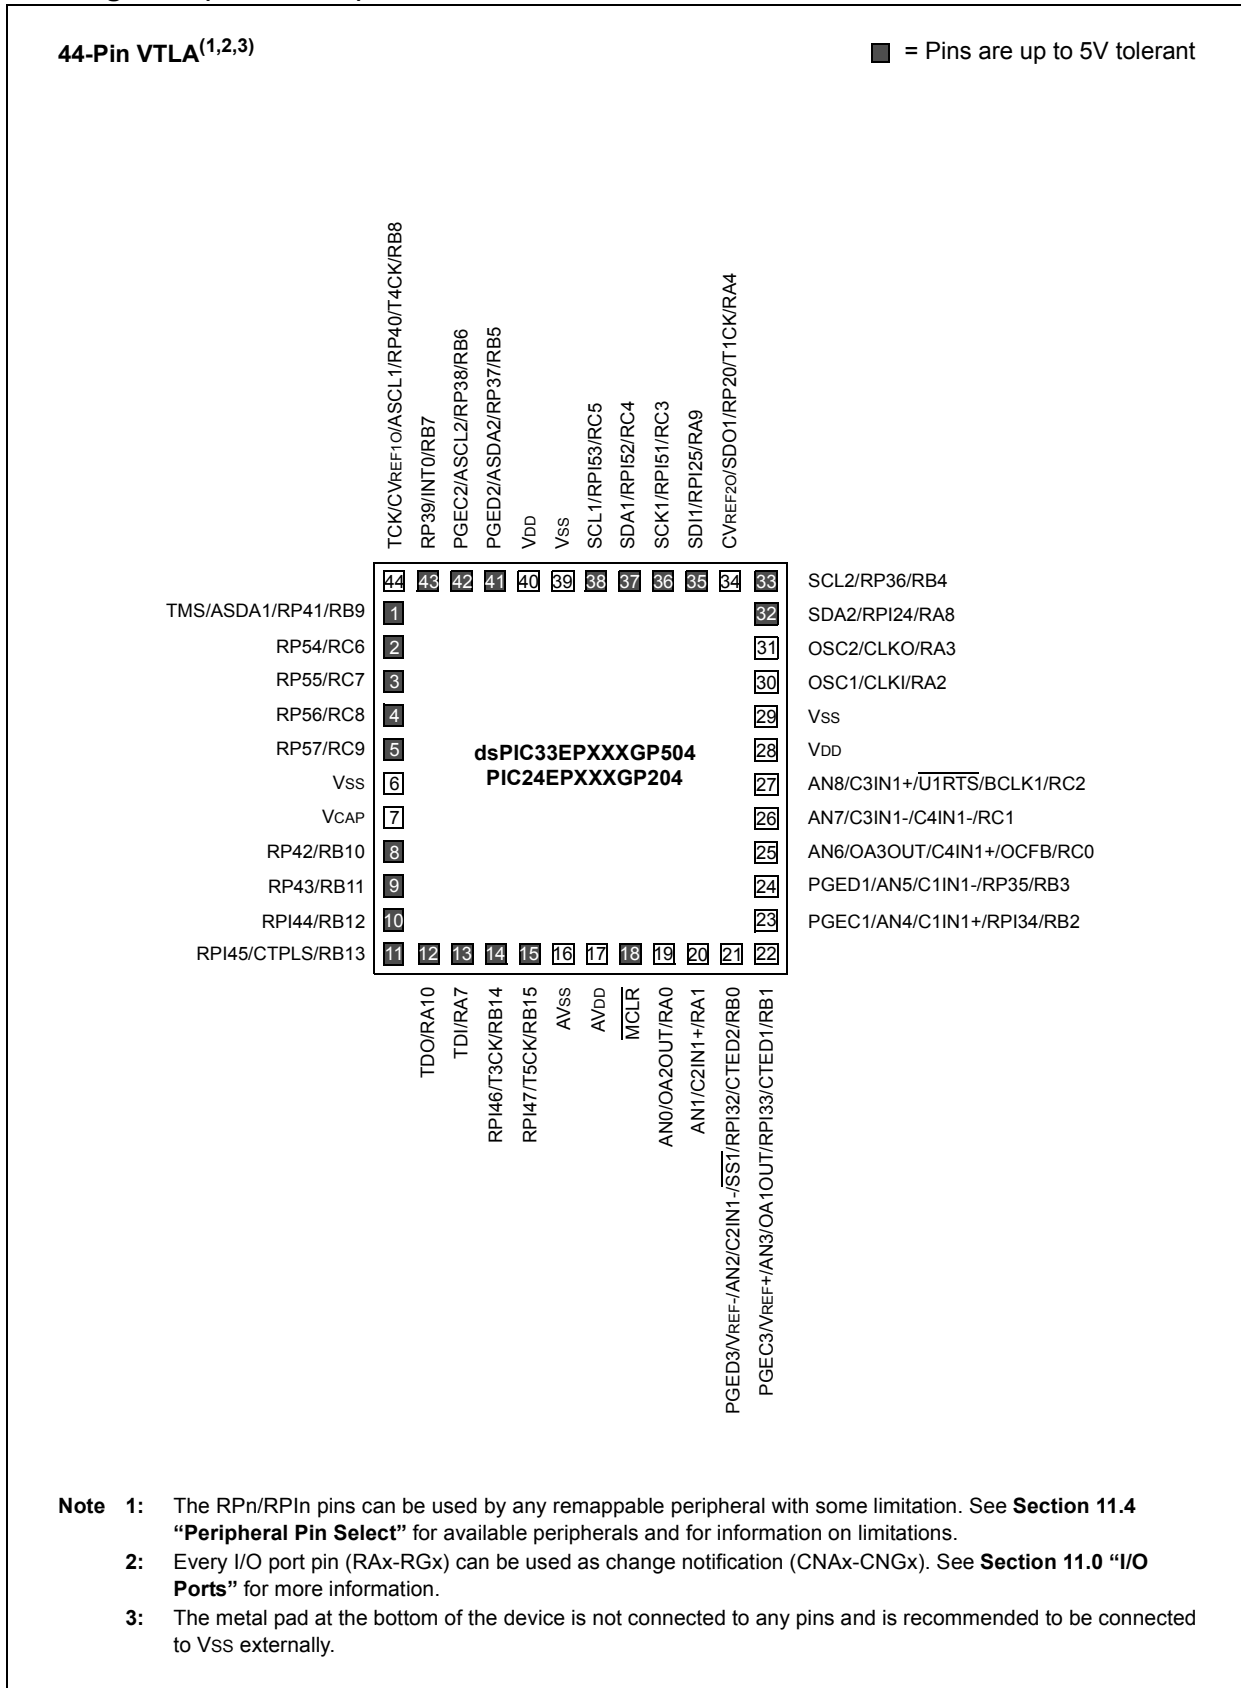 44-Pin VTLA(1,2,3)
= Pins are up to 5V tolerant
TCK/CVREF1O/ASCL1/RP40/T4CK/RB8
RP39/INT0/RB7
PGEC2/ASCL2/RP38/RB6
PGED2/ASDA2/RP37/RB5
VDD
VSS
SCL1/RPI53/RC5
SDA1/RPI52/RC4
SCK1/RPI51/RC3
SDI1/RPI25/RA9
CVREF2O/SDO1/RP20/T1CK/RA4
44 43 42 41 40 39 38 37 36 35 34 33 SCL2/RP36/RB4
TMS/ASDA1/RP41/RB9 1 32 SDA2/RPI24/RA8
RP54/RC6 2 31 OSC2/CLKO/RA3
RP55/RC7 3 30 OSC1/CLKI/RA2
RP56/RC8 4 29 VSS
RP57/RC9 5 dsPIC33EPXXXGP504 28 VDD
PIC24EPXXXGP204
VSS 6 27 AN8/C3IN1+/U1RTS/BCLK1/RC2
VCAP 7 26 AN7/C3IN1-/C4IN1-/RC1
RP42/RB10 8 25 AN6/OA3OUT/C4IN1+/OCFB/RC0
RP43/RB11 9 24 PGED1/AN5/C1IN1-/RP35/RB3
RPI44/RB12 10 23 PGEC1/AN4/C1IN1+/RPI34/RB2
RPI45/CTPLS/RB13 11 12 13 14 15 16 17 18 19 20 21 22
TDO/RA10
TDI/RA7
RPI46/T3CK/RB14
RPI47/T5CK/RB15
AVSS
AVDD
MCLR
AN0/OA2OUT/RA0
AN1/C2IN1+/RA1
PGED3/VREF-/AN2/C2IN1-/SS1/RPI32/CTED2/RB0
PGEC3/VREF+/AN3/OA1OUT/RPI33/CTED1/RB1
Note 1: The RPn/RPIn pins can be used by any remappable peripheral with some limitation. See Section 11.4
“Peripheral Pin Select” for available peripherals and for information on limitations.
2: Every I/O port pin (RAx-RGx) can be used as change notification (CNAx-CNGx). See Section 11.0 “I/O
Ports” for more information.
3: The metal pad at the bottom of the device is not connected to any pins and is recommended to be connected
to VSS externally.